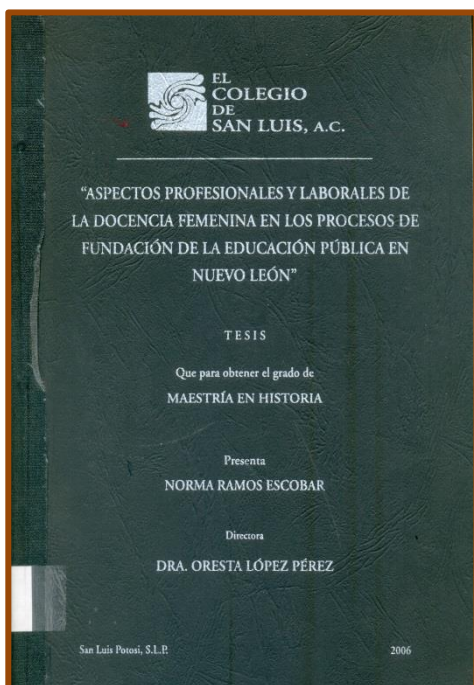 EL
COLEGIO
DE
SAN LUIS, A.C.
“ASPECTOS PROFESIONALES Y LABORALES DE
LA DOCENCIA FEMENINA EN LOS PROCESOS DE
FUNDACIÓN DE LA EDUCACIÓN PÚBLICA EN
NUEVO LEÓN”
TESIS
Que para obtener el grado de
MAESTRÍA EN HISTORIA
Presenta
NORMA RAMOS ESCOBAR
Directora
DRA. ORESTA LÓPEZ PÉREZ
San Luis Potosi, S.L.P. 2006